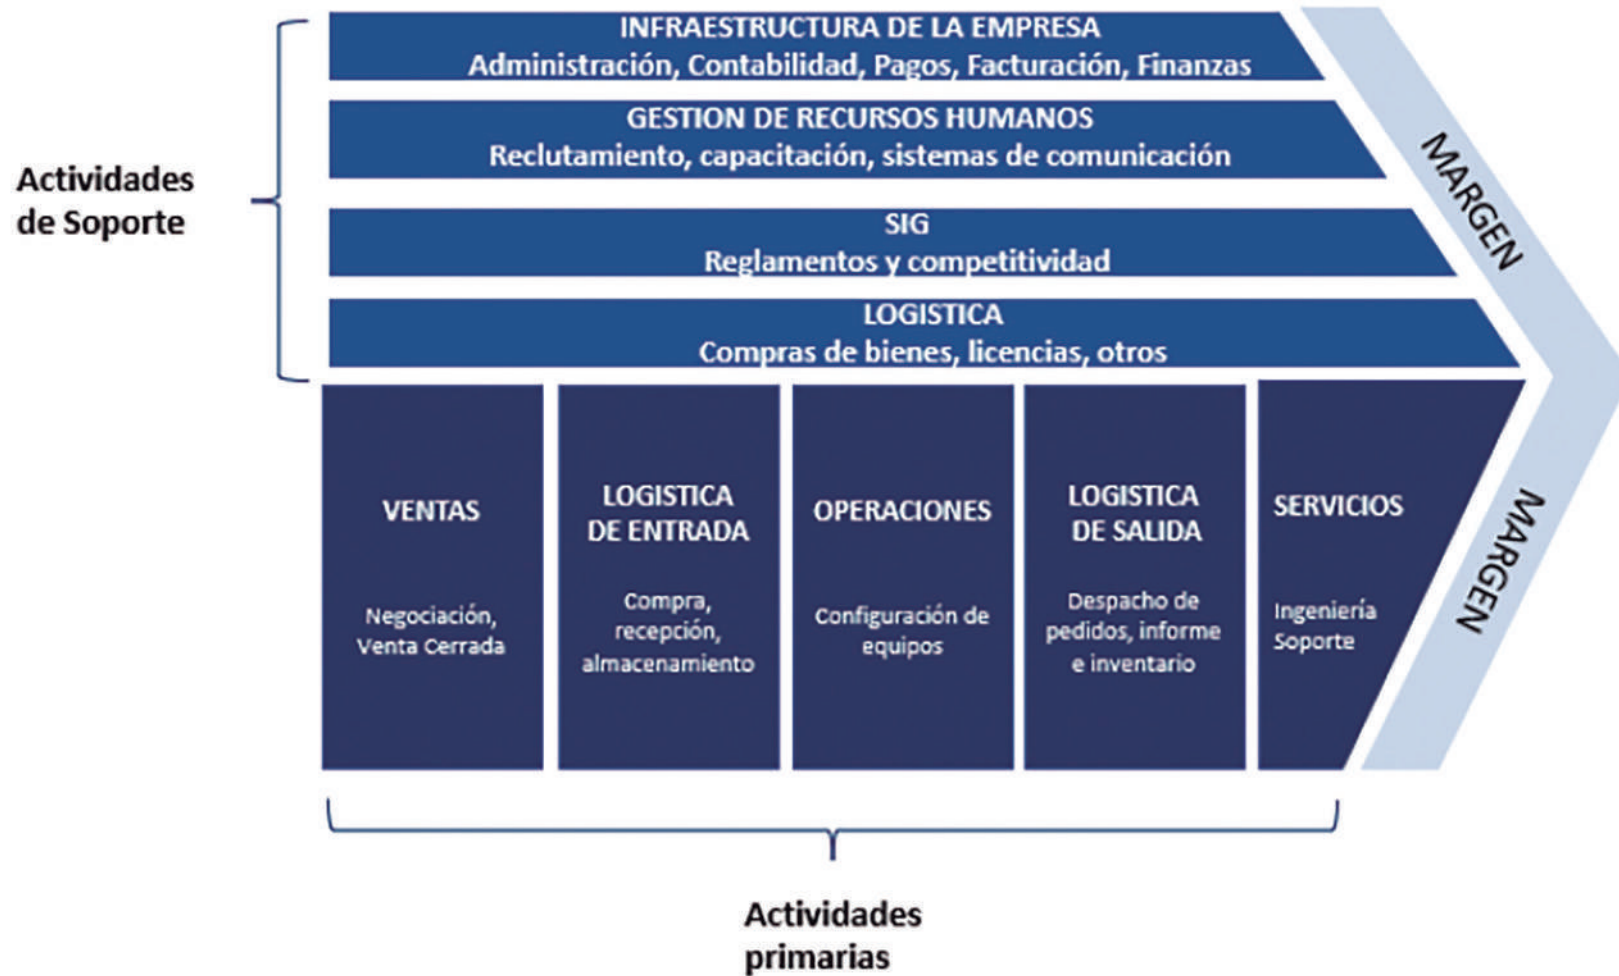 INFRAESTRUCTURA DE LA EMPRESA
Administración, Contabilidad, Pagos, Facturación, Finanzas
GESTION DE RECURSOS HUMANOS
Reclutamiento, capacitación, sistemas de comunicación
Actividades
de Soporte
SIG
Reglamentos y competitividad
LOGISTICA
Compras de bienes, licencias, otros
MARGEN
VENTAS
Negociación,
Venta Cerrada
LOGISTICA
DE ENTRADA
Compra,
recepción,
almacenamiento
OPERACIONES
Configuración de
equipos
LOGISTICA
DE SALIDA
Despacho de
pedidos, informe
e inventario
SERVICIOS
Ingeniería
Soporte
MARGEN
Actividades
primarias